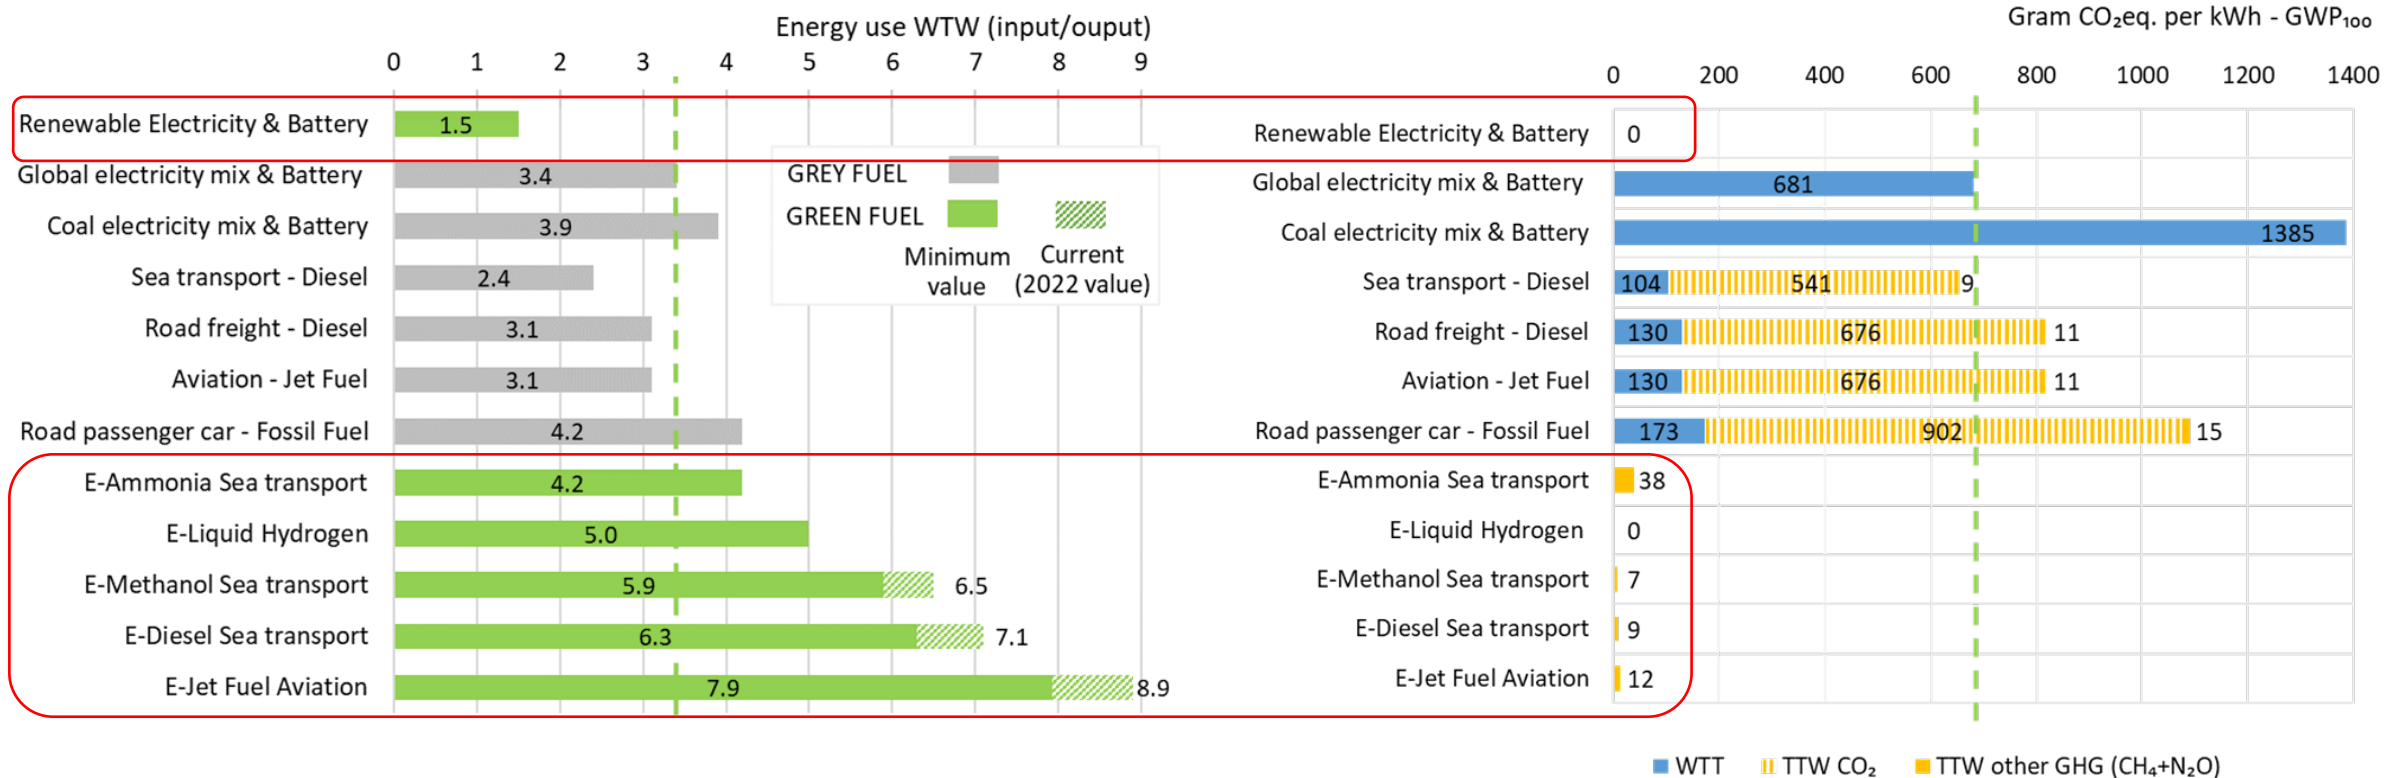 Energy use WTW (input/ouput)
0 1 2 3 4 5 6 7 8 9
Renewable Electricity & Battery 1.5
Global electricity mix & Battery 3.4
Coal electricity mix & Battery 3.9
Sea transport - Diesel 2.4
Road freight - Diesel 3.1
Aviation - Jet Fuel 3.1
Road passenger car - Fossil Fuel 4.2
E-Ammonia Sea transport 4.2
E-Liquid Hydrogen 5.0
E-Methanol Sea transport 5.9 6.5
E-Diesel Sea transport 6.3 7.1
E-Jet Fuel Aviation 7.9 8.9
GREY FUEL
GREEN FUEL
Minimum value
Current (2022 value)
Gram CO₂eq. per kWh - GWP₁₀₀
0 200 400 600 800 1000 1200 1400
Renewable Electricity & Battery 0
Global electricity mix & Battery 681
Coal electricity mix & Battery 1385
Sea transport - Diesel 104 541 9
Road freight - Diesel 130 676 11
Aviation - Jet Fuel 130 676 11
Road passenger car - Fossil Fuel 173 902 15
E-Ammonia Sea transport 38
E-Liquid Hydrogen 0
E-Methanol Sea transport 7
E-Diesel Sea transport 9
E-Jet Fuel Aviation 12
WTT TTW CO₂ TTW other GHG (CH₄+N₂O)